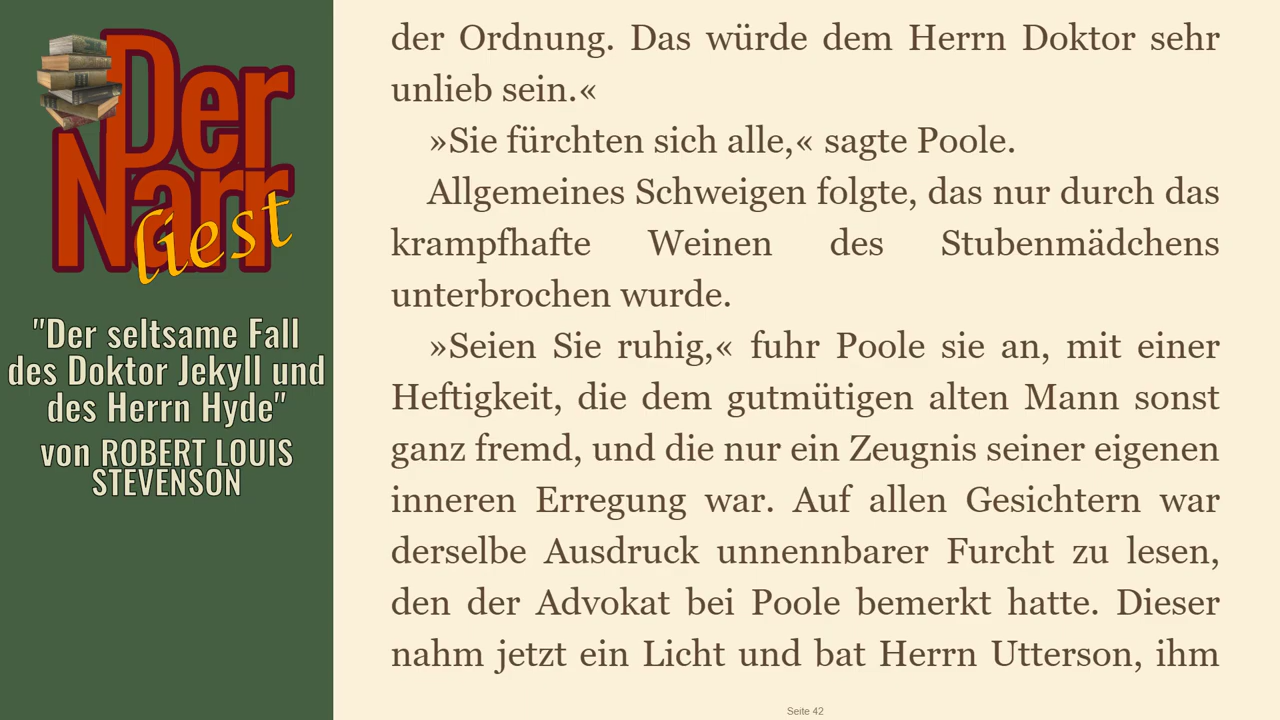 Der
Narr
liest
"Der seltsame Fall
des Doktor Jekyll und
des Herrn Hyde"
von ROBERT LOUIS
STEVENSON
der Ordnung. Das würde dem Herrn Doktor sehr
unlieb sein.«
»Sie fürchten sich alle,« sagte Poole.
Allgemeines Schweigen folgte, das nur durch das
krampfhafte Weinen des Stubenmädchens
unterbrochen wurde.
»Seien Sie ruhig,« fuhr Poole sie an, mit einer
Heftigkeit, die dem gutmütigen alten Mann sonst
ganz fremd, und die nur ein Zeugnis seiner eigenen
inneren Erregung war. Auf allen Gesichtern war
derselbe Ausdruck unnennbarer Furcht zu lesen,
den der Advokat bei Poole bemerkt hatte. Dieser
nahm jetzt ein Licht und bat Herrn Utterson, ihm
Seite 42